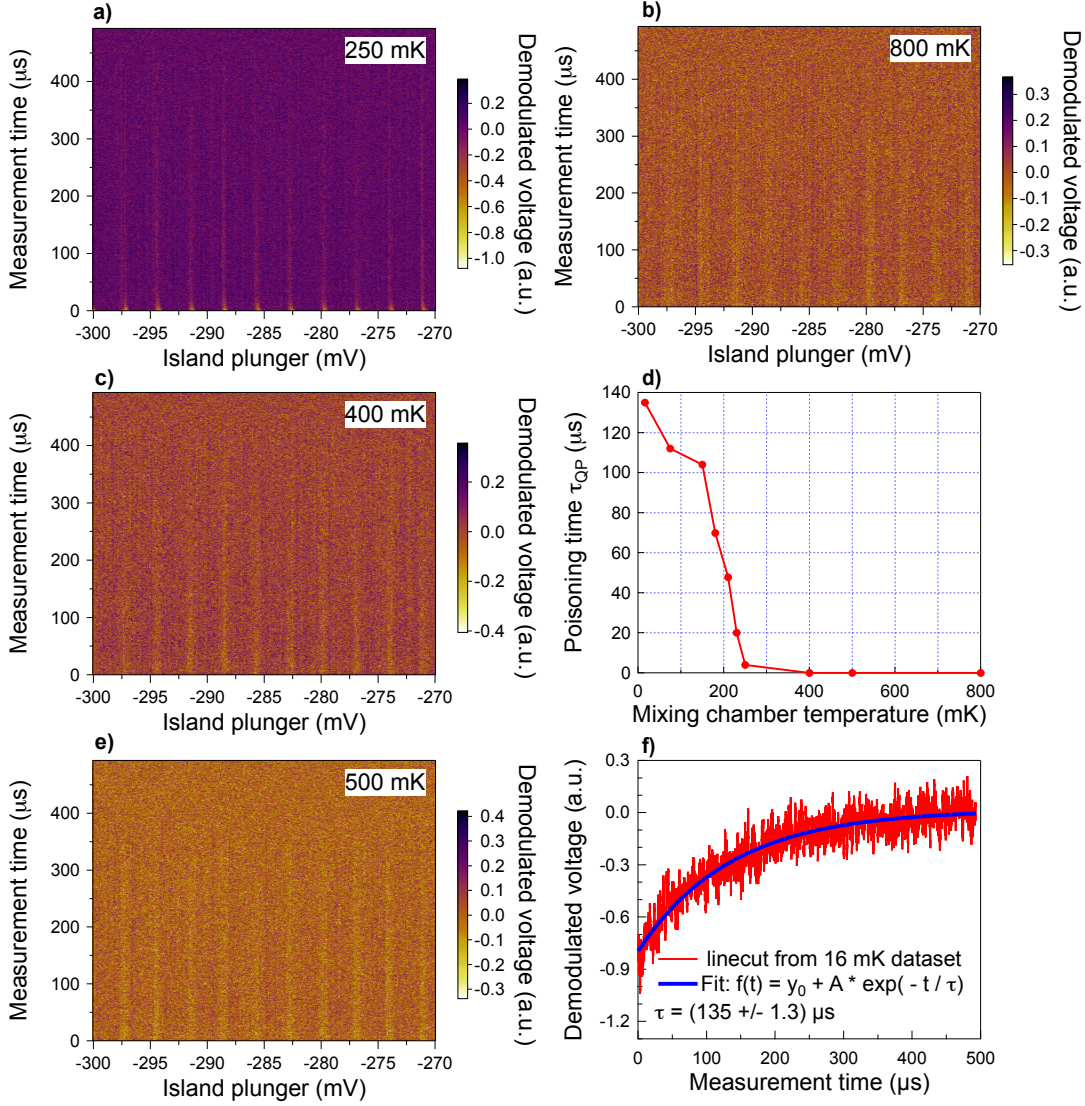 a)
250 mK
Measurement time (µs)
400
300
200
100
0
-300 -295 -290 -285 -280 -275 -270
Island plunger (mV)
0.2
0.0
-0.2
-0.4
-0.6
-0.8
-1.0
Demodulated voltage (a.u.)
b)
800 mK
Measurement time (µs)
400
300
200
100
0
-300 -295 -290 -285 -280 -275 -270
Island plunger (mV)
0.3
0.2
0.1
0.0
-0.1
-0.2
-0.3
Demodulated voltage (a.u.)
c)
400 mK
Measurement time (µs)
400
300
200
100
0
-300 -295 -290 -285 -280 -275 -270
Island plunger (mV)
0.2
0.0
-0.2
-0.4
Demodulated voltage (a.u.)
d)
Poisoning time τQP (µs)
140
120
100
80
60
40
20
0
0 200 400 600 800
Mixing chamber temperature (mK)
e)
500 mK
Measurement time (µs)
400
300
200
100
0
-300 -295 -290 -285 -280 -275 -270
Island plunger (mV)
0.4
0.3
0.2
0.1
0.0
-0.1
-0.2
-0.3
Demodulated voltage (a.u.)
f)
Demodulated voltage (a.u.)
0.3
0.0
-0.3
-0.6
-0.9
-1.2
linecut from 16 mK dataset
Fit: f(t) = y0 + A * exp( - t / τ)
τ = (135 +/- 1.3) µs
0 100 200 300 400 500
Measurement time (µs)